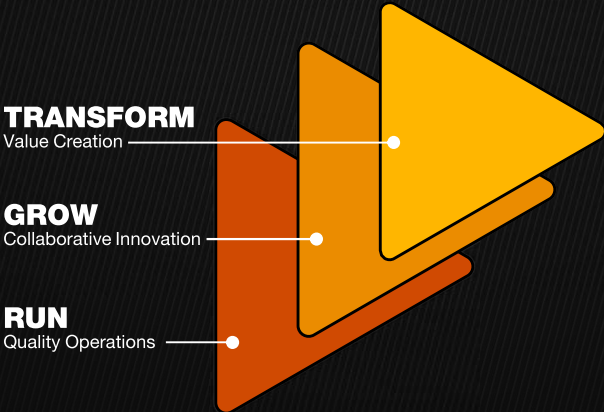 TRANSFORM
Value Creation
GROW
Collaborative Innovation
RUN
Quality Operations